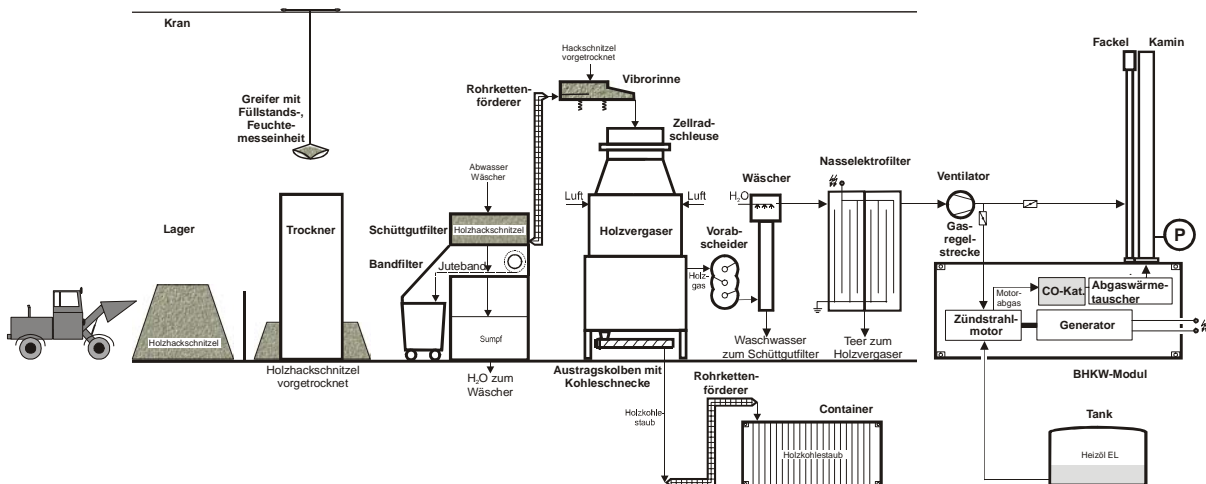 Kran
Greifer mit
Füllstands-,
Feuchte-
messeinheit
Lager
Holzhackschnitzel
Trockner
Holzhackschnitzel
vorgetrocknet
Abwasser
Wäscher
Schüttgutfilter
Holzhackschnitzel
Bandfilter
Juteband
Sumpf
H₂O zum
Wäscher
Rohrketten-
förderer
Hackschnitzel
vorgetrocknet
Vibrorinne
Zellrad-
schleuse
Luft
Luft
Holzvergaser
Holz-
gas
Austragskolben mit
Kohleschnecke
Holzkohle-
staub
Rohrketten-
förderer
Container
Holzkohlestaub
Vorab-
scheider
Wäscher
H₂O
Waschwasser
zum Schüttgutfilter
Nasselektrofilter
Teer zum
Holzvergaser
Ventilator
Gas-
regel-
strecke
Fackel
Kamin
P
Motor-
abgas
CO-Kat.
Abgaswärme-
tauscher
Zündstrahl-
motor
Generator
BHKW-Modul
Tank
Heizöl EL